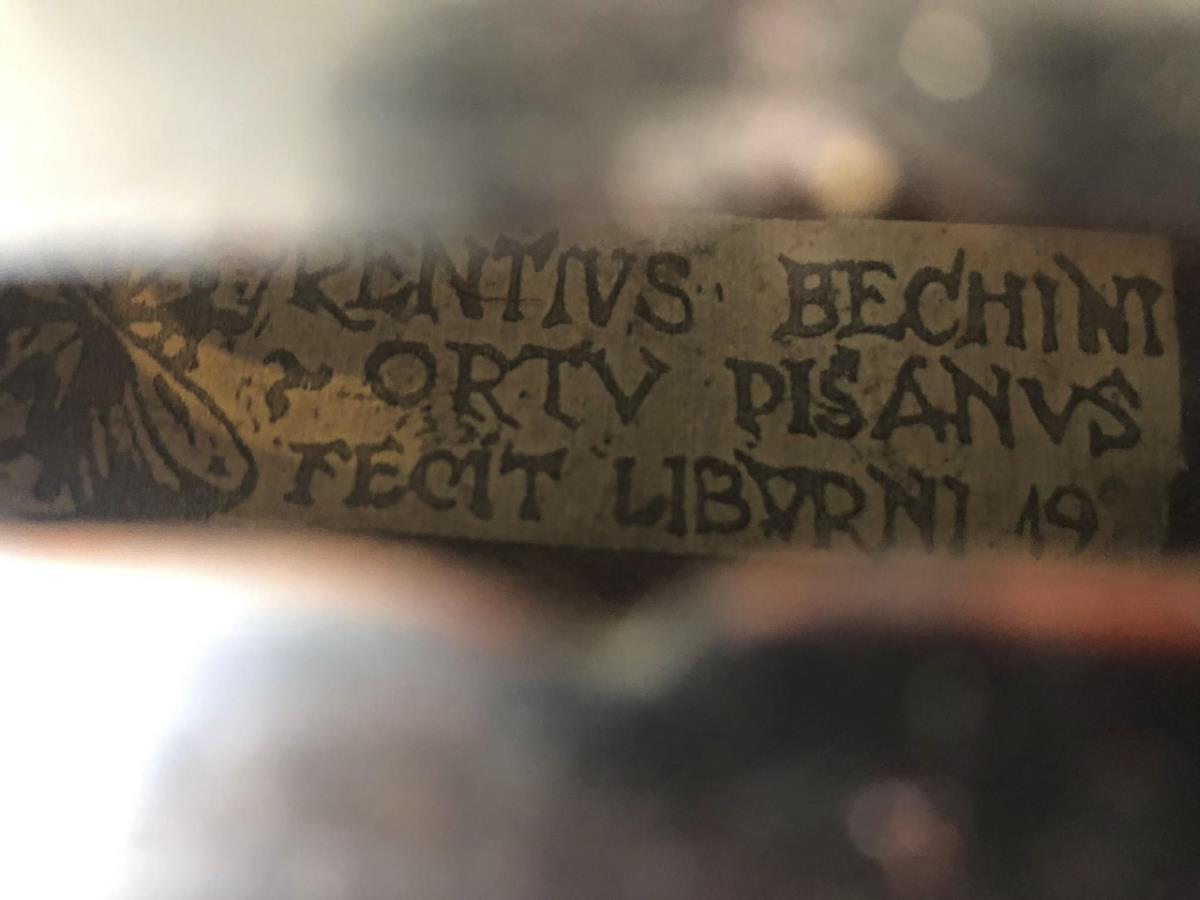 RENTIVS BECHINI
ORTV PISANVS
FECIT LIBVRNI 19